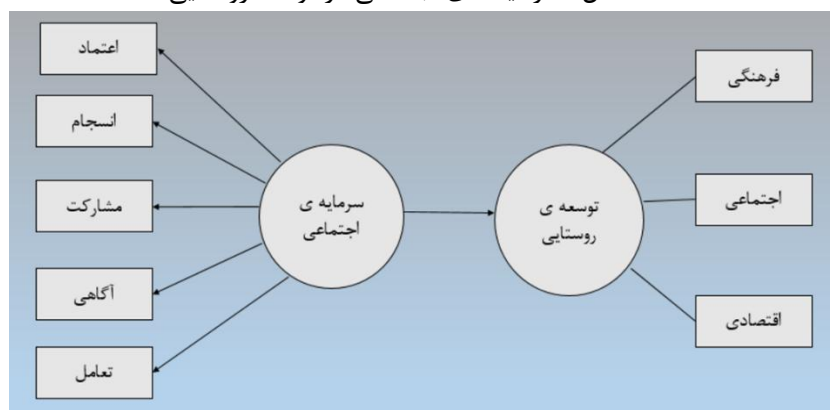 اعتماد
انسجام
مشارکت
آگاهی
تعامل
سرمایه ی
اجتماعی
توسعه ی
روستایی
فرهنگی
اجتماعی
اقتصادی